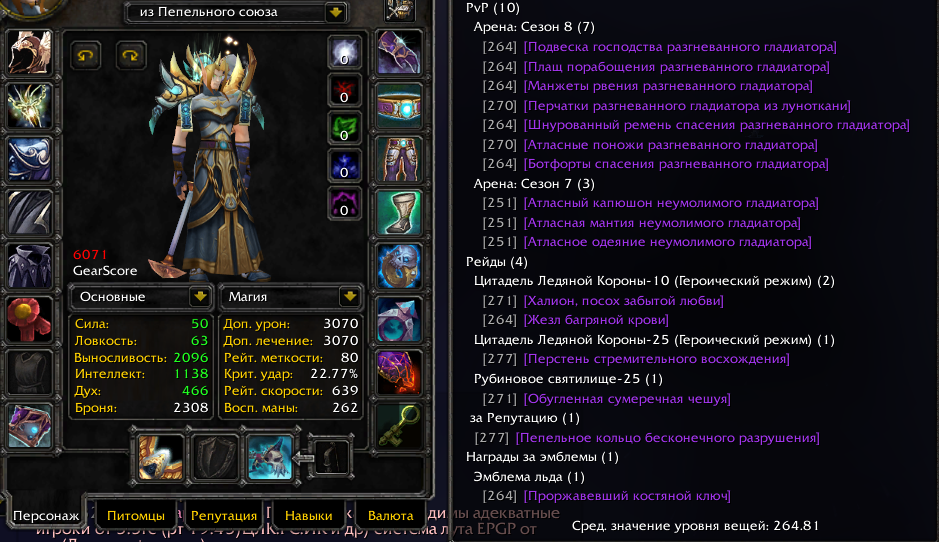 из Пепельного союза
0
0
0
0
0
6071
GearScore
Основные
Магия
Сила: 50
Ловкость: 63
Выносливость: 2096
Интеллект: 1138
Дух: 466
Броня: 2308
Доп. урон: 3070
Доп. лечение: 3070
Рейт. меткости: 80
Крит. удар: 22.77%
Рейт. скорости: 639
Восп. маны: 262
Персонаж
Питомцы
Репутация
Навыки
Валюта
мы адекватные
игроки от
система лута EPGP от
PvP (10)
Арена: Сезон 8 (7)
[264] [Подвеска господства разгневанного гладиатора]
[264] [Плащ порабощения разгневанного гладиатора]
[264] [Манжеты рвения разгневанного гладиатора]
[270] [Перчатки разгневанного гладиатора из луноткани]
[264] [Шнурованный ремень спасения разгневанного гладиатора]
[270] [Атласные поножи разгневанного гладиатора]
[264] [Ботфорты спасения разгневанного гладиатора]
Арена: Сезон 7 (3)
[251] [Атласный капюшон неумолимого гладиатора]
[251] [Атласная мантия неумолимого гладиатора]
[251] [Атласное одеяние неумолимого гладиатора]
Рейды (4)
Цитадель Ледяной Короны-10 (Героический режим) (2)
[271] [Халион, посох забытой любви]
[264] [Жезл багряной крови]
Цитадель Ледяной Короны-25 (Героический режим) (1)
[277] [Перстень стремительного восхождения]
Рубиновое святилище-25 (1)
[271] [Обугленная сумеречная чешуя]
за Репутацию (1)
[277] [Пепельное кольцо бесконечного разрушения]
Награды за эмблемы (1)
Эмблема льда (1)
[264] [Проржавевший костяной ключ]
Сред. значение уровня вещей: 264.81